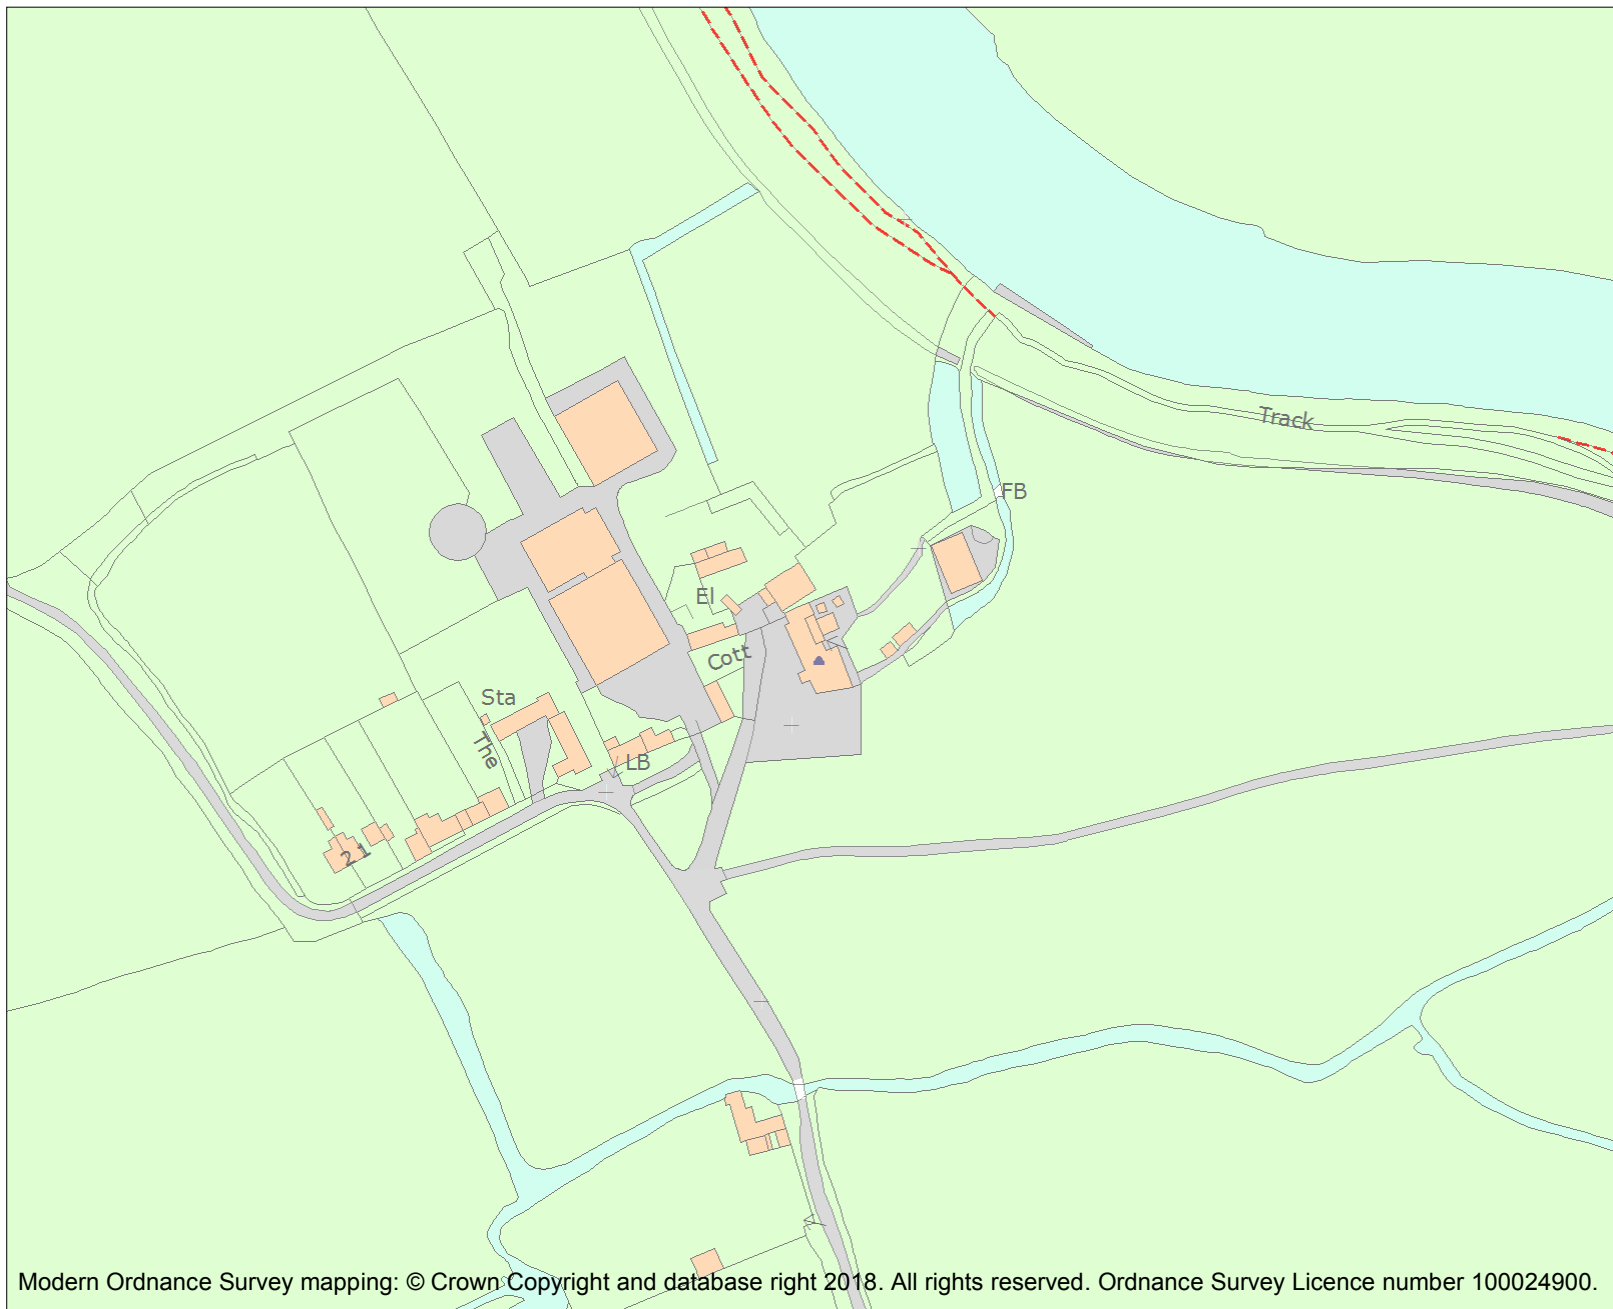 Track
FB
El
Cott
Sta
The
LB
2 1
Modern Ordnance Survey mapping: © Crown Copyright and database right 2018. All rights reserved. Ordnance Survey Licence number 100024900.